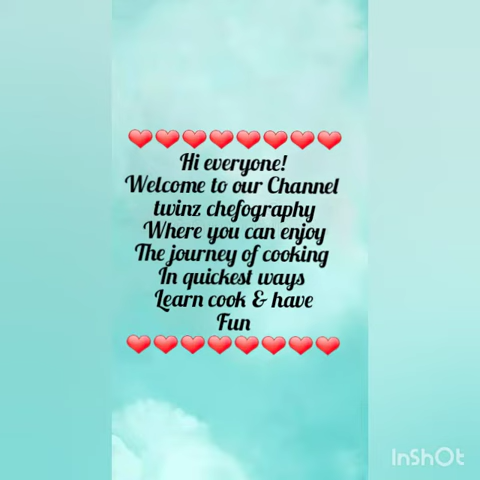 ❤❤❤❤❤❤❤❤
Hi everyone!
Welcome to our Channel
twinz chefography
Where you can enjoy
The journey of cooking
In quickest ways
Learn cook & have
Fun
❤❤❤❤❤❤❤❤
InShOt